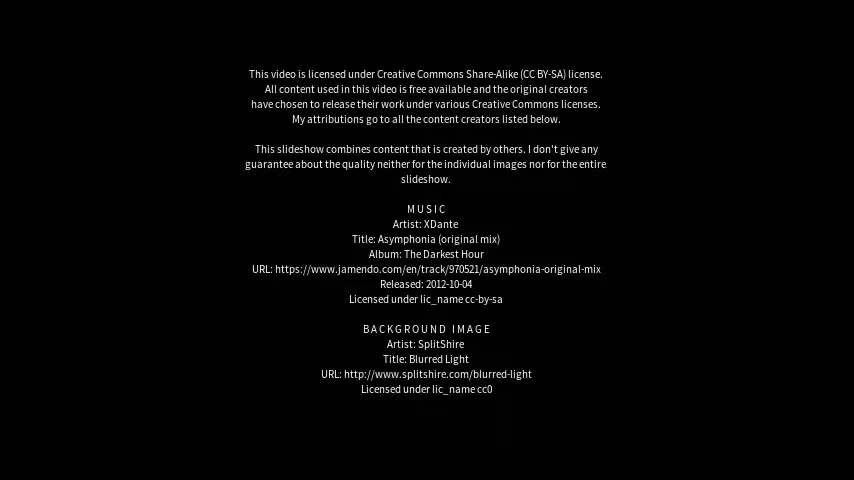 This video is licensed under Creative Commons Share-Alike (CC BY-SA) license.
All content used in this video is free available and the original creators
have chosen to release their work under various Creative Commons licenses.
My attributions go to all the content creators listed below.
This slideshow combines content that is created by others. I don't give any
guarantee about the quality neither for the individual images nor for the entire
slideshow.
MUSIC
Artist: XDante
Title: Asymphonia (original mix)
Album: The Darkest Hour
URL: https://www.jamendo.com/en/track/970521/asymphonia-original-mix
Released: 2012-10-04
Licensed under lic_name cc-by-sa
BACKGROUND IMAGE
Artist: SplitShire
Title: Blurred Light
URL: http://www.splitshire.com/blurred-light
Licensed under lic_name cc0